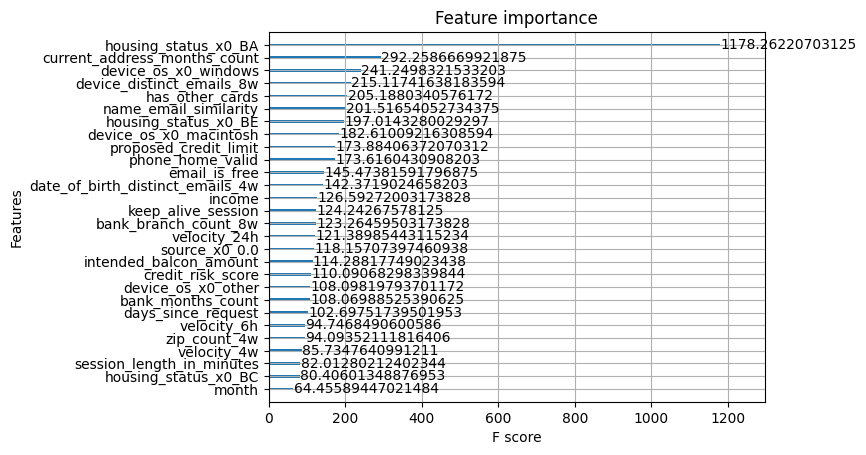 Feature importance
housing_status_x0_BA 1178.26220703125
current_address_months_count 292.2586669921875
device_os_x0_windows 241.2498321533203
device_distinct_emails_8w 215.11741638183594
has_other_cards 205.1880340576172
name_email_similarity 201.51654052734375
housing_status_x0_BE 197.0143280029297
device_os_x0_macintosh 182.61009216308594
proposed_credit_limit 173.88406372070312
phone_home_valid 173.6160430908203
email_is_free 145.47381591796875
date_of_birth_distinct_emails_4w 142.3719024658203
income 126.59272003173828
keep_alive_session 124.24267578125
bank_branch_count_8w 123.26459503173828
velocity_24h 121.38985443115234
source_x0_0.0 118.15707397460938
intended_balcon_amount 114.28817749023438
credit_risk_score 110.09068298339844
device_os_x0_other 108.09819793701172
bank_months_count 108.06988525390625
days_since_request 102.69751739501953
velocity_6h 94.7468490600586
zip_count_4w 94.09352111816406
velocity_4w 85.7347640991211
session_length_in_minutes 82.01280212402344
housing_status_x0_BC 80.40601348876953
month 64.45589447021484
Features
0 200 400 600 800 1000 1200
F score